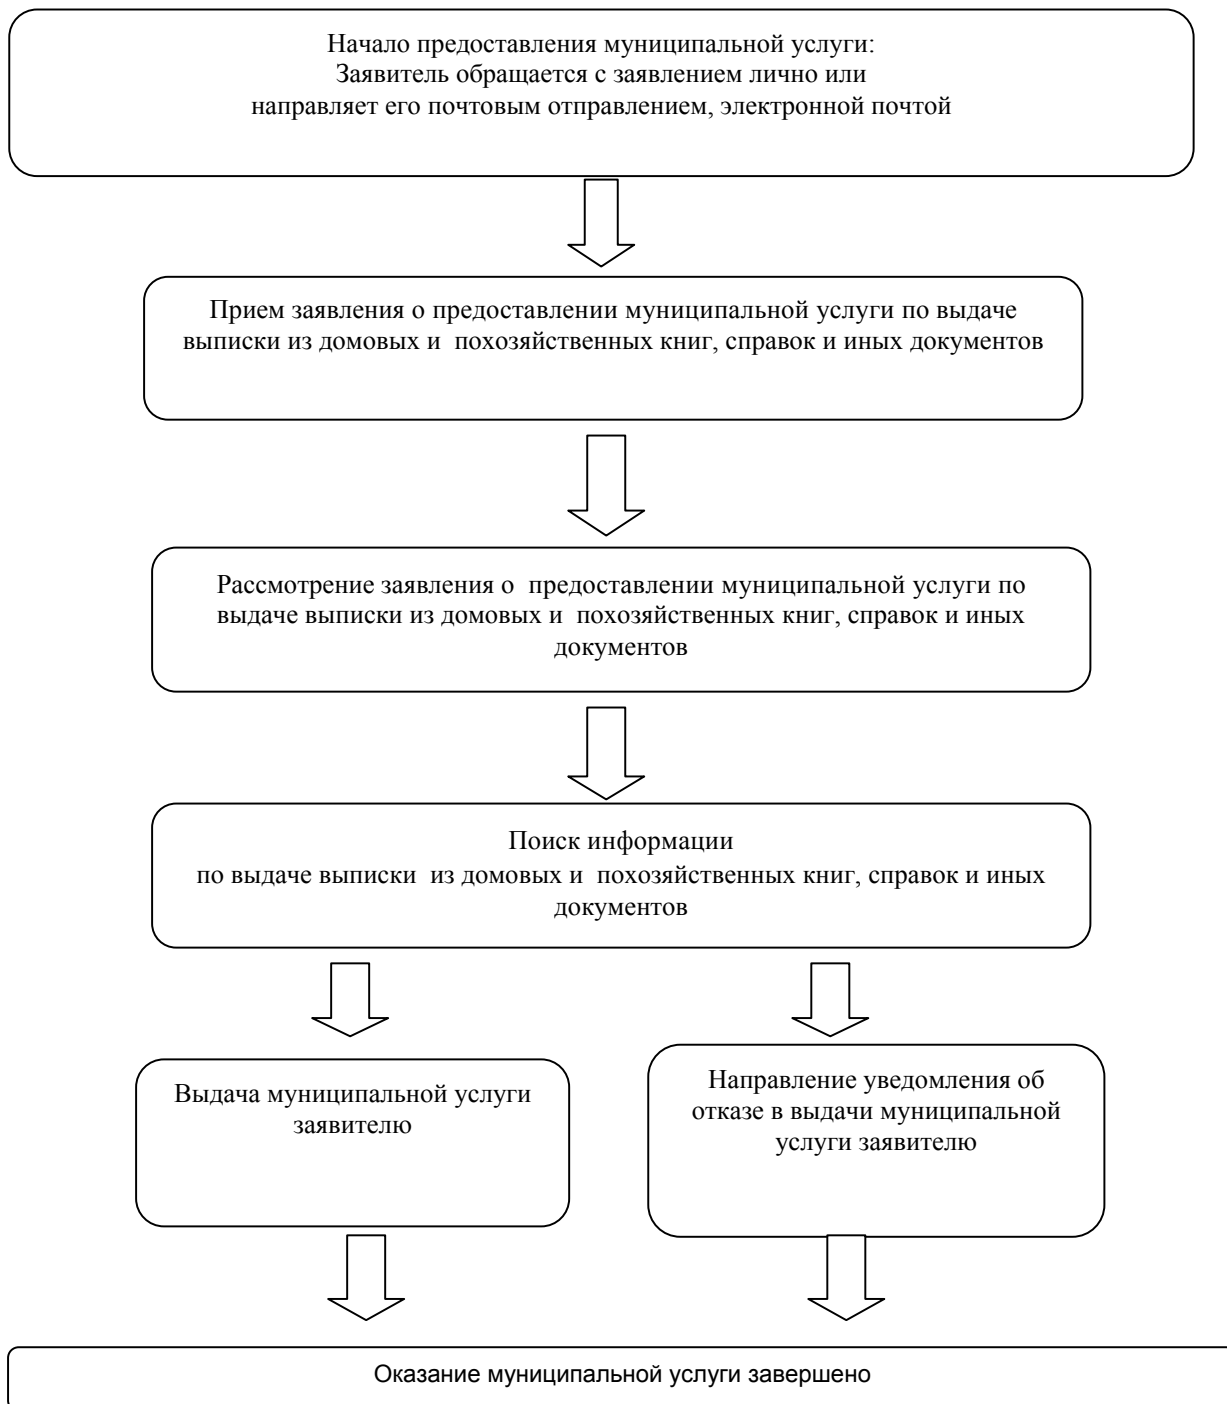 Начало предоставления муниципальной услуги:
Заявитель обращается с заявлением лично или
направляет его почтовым отправлением, электронной почтой
Прием заявления о предоставлении муниципальной услуги по выдаче
выписки из домовых и похозяйственных книг, справок и иных документов
Рассмотрение заявления о предоставлении муниципальной услуги по
выдаче выписки из домовых и похозяйственных книг, справок и иных
документов
Поиск информации
по выдаче выписки из домовых и похозяйственных книг, справок и иных
документов
Выдача муниципальной услуги
заявителю
Направление уведомления об
отказе в выдачи муниципальной
услуги заявителю
Оказание муниципальной услуги завершено